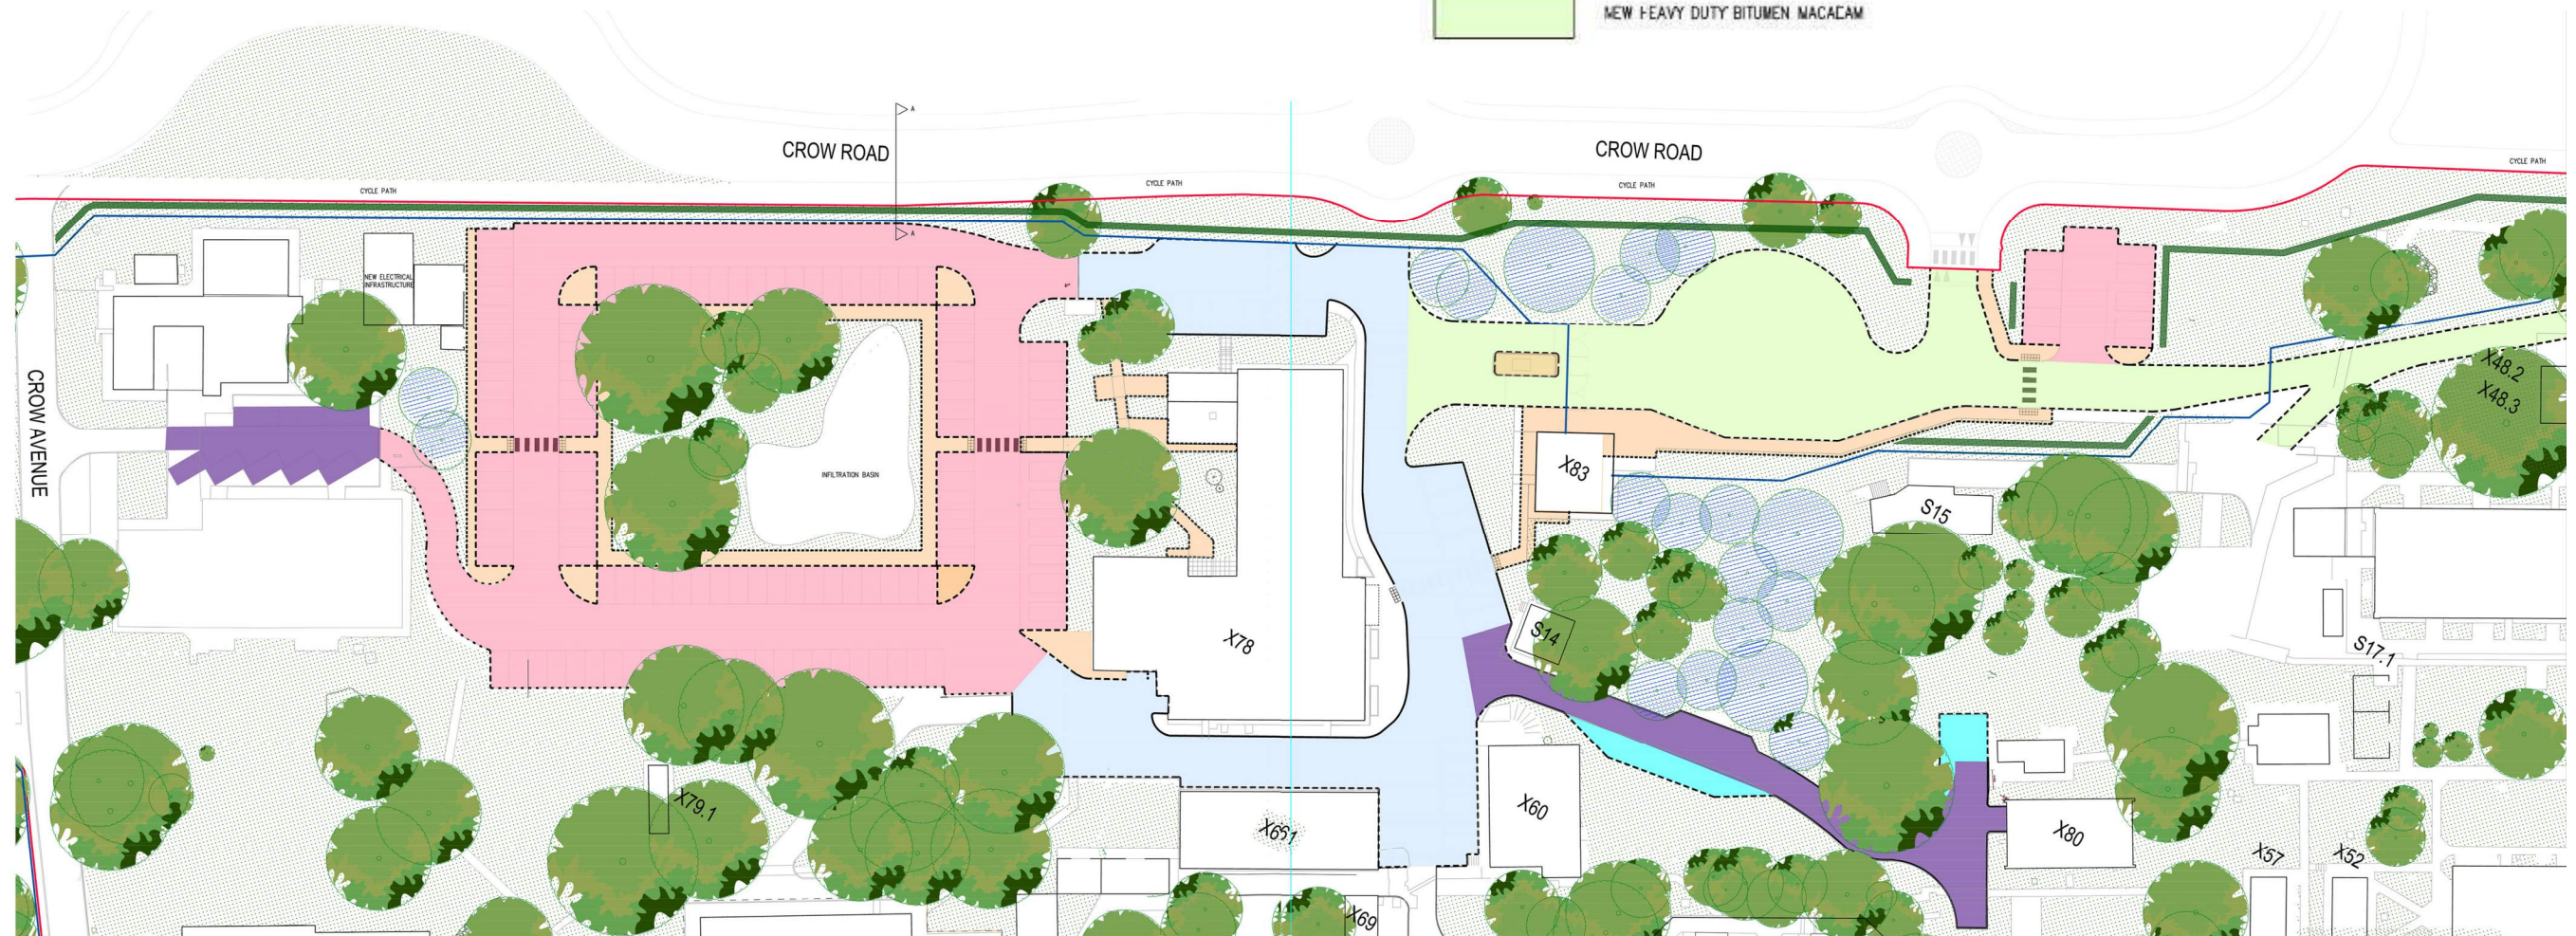 NEW HEAVY DUTY BITUMEN MACADAM
A
CROW ROAD
CROW ROAD
CYCLE PATH
CYCLE PATH
CYCLE PATH
CYCLE PATH
A
NEW ELECTRICAL
INFRASTRUCTURE
CROW AVENUE
INFILTRATION BASIN
X48.2
X48.3
X83
S15
S14
X78
S17.1
X79.1
X651
X60
X80
X57
X52
X69